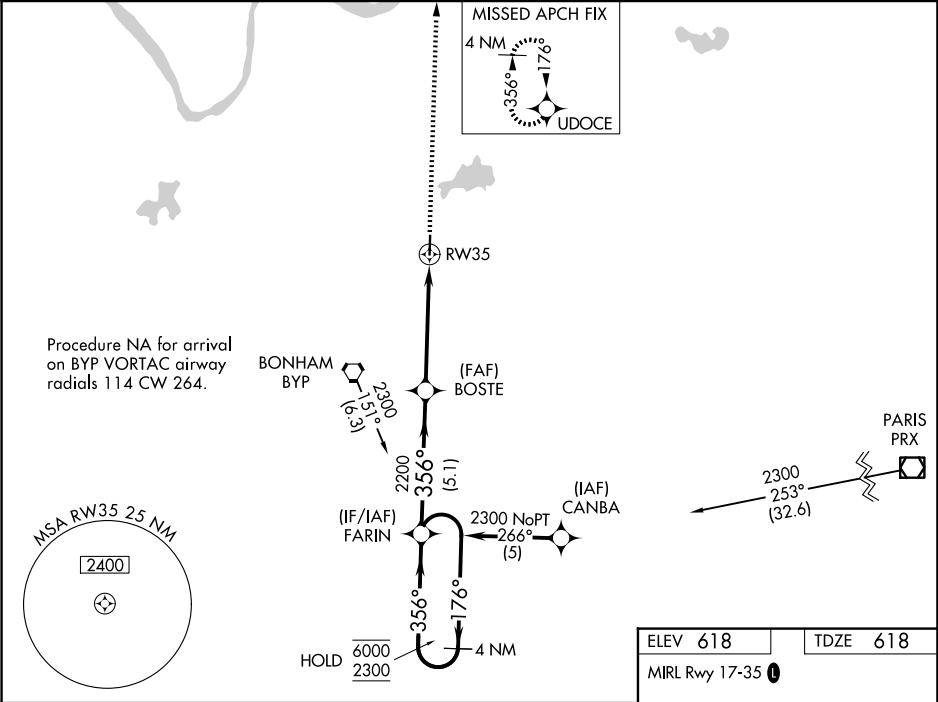 MISSED APCH FIX
4 NM
356°
176°
UDOCE
RW35
Procedure NA for arrival
on BYP VORTAC airway
radials 114 CW 264.
BONHAM
BYP
2300
151°
(6.3)
(FAF)
BOSTE
2200
356°
(5.1)
PARIS
PRX
2300
253°
(32.6)
(IAF)
CANBA
2300 NoPT
266°
(5)
(IF/IAF)
FARIN
356°
176°
HOLD
6000
2300
4 NM
MSA RW35 25 NM
2400
ELEV 618
TDZE 618
MIRL Rwy 17-35 L